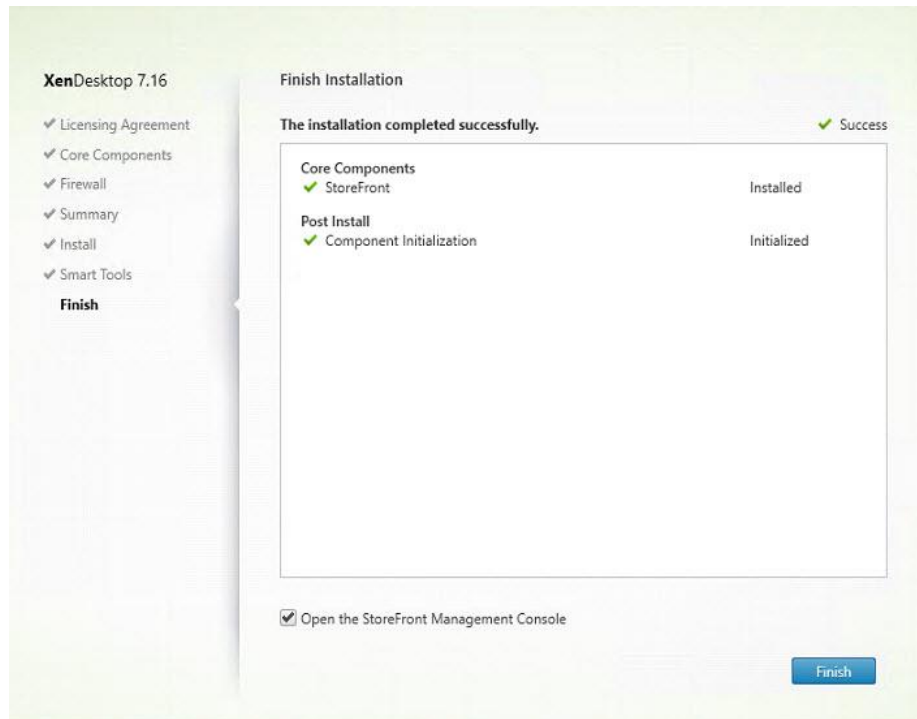 XenDesktop 7.16
Licensing Agreement
Core Components
Firewall
Summary
Install
Smart Tools
Finish
Finish Installation
The installation completed successfully. Success
Core Components
StoreFront Installed
Post Install
Component Initialization Initialized
Open the StoreFront Management Console
Finish